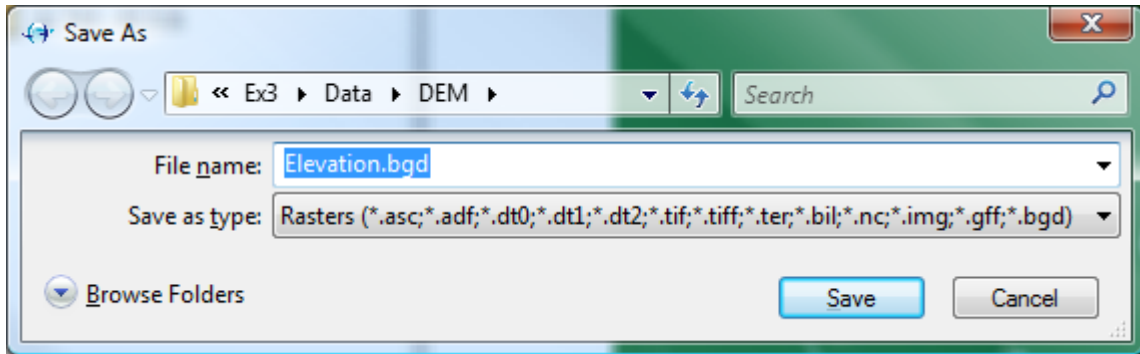 Save As
« Ex3 ▸ Data ▸ DEM ▸ Search
File name: Elevation.bgd
Save as type: Rasters (*.asc;*.adf;*.dt0;*.dt1;*.dt2;*.tif;*.tiff;*.ter;*.bil;*.nc;*.img;*.gff;*.bgd)
Browse Folders Save Cancel